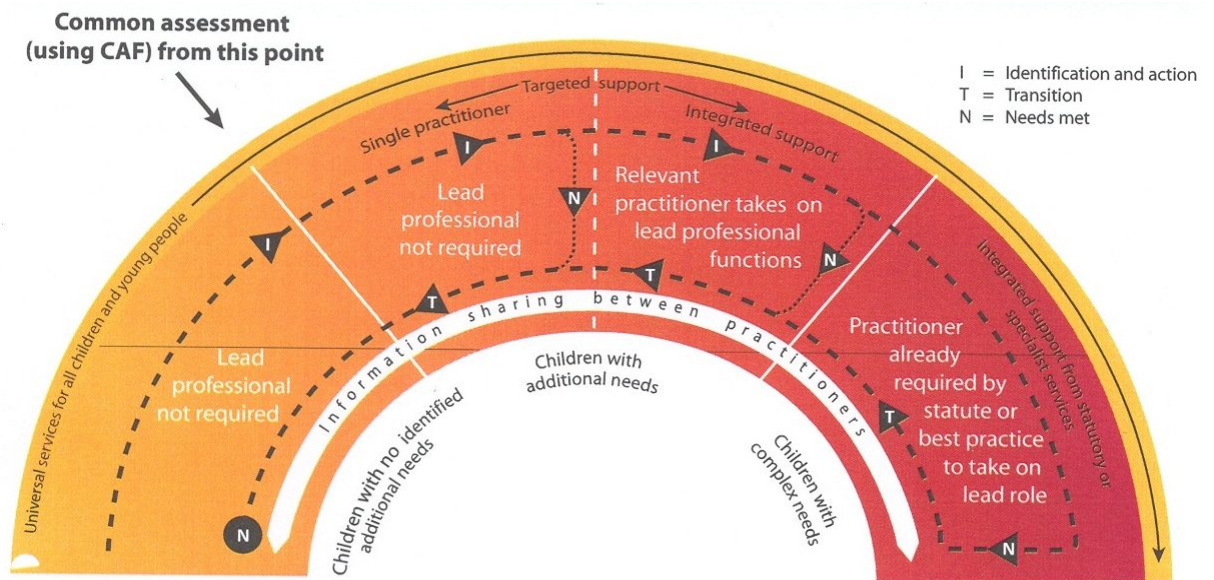 Common assessment
(using CAF) from this point
I = Identification and action
T = Transition
N = Needs met
Universal services for all children and young people
Targeted support
Single practitioner
Integrated support
Integrated support from statutory or
specialist services
I
I
I
Lead
professional
not required
N
Relevant
practitioner takes on
lead professional
functions
N
T
T
Lead
professional
not required
Practitioner
already
required by
statute or
best practice
to take on
lead role
T
N
N
Information sharing between practitioners
Children with no identified
additional needs
Children with
additional needs
Children with
complex needs